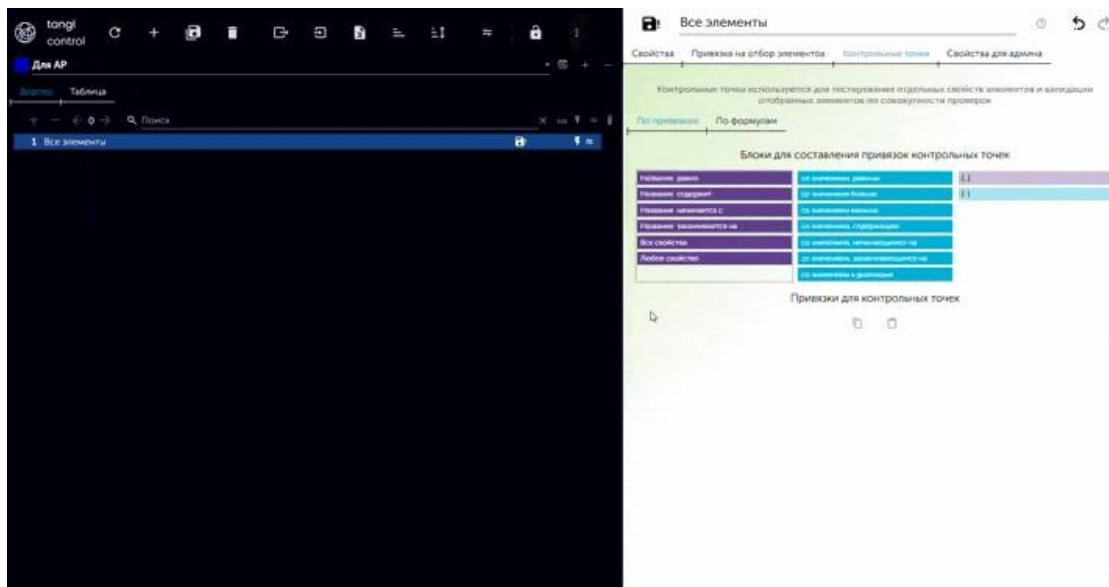 tangl
control
Все элементы
Свойства
Привязка на отбор элементов
Контрольные точки
Свойства для админа
Для АР
Контрольные точки используются для тестирования отдельных свойств элементов и валидации
отобранных элементов по совокупности проверок
Дерево
Таблица
0
Поиск
По привязкам
По формулам
1 Все элементы
Блоки для составления привязок контрольных точек
Название равно
со значением, равным
[ ]
Название содержит
со значением больше
[ ]
Название начинается с
со значением меньше
Название заканчивается на
со значением, содержащим
Все свойства
со значением, начинающимся на
Любое свойство
со значением, заканчивающимся на
со значением в диапазоне
Привязки для контрольных точек